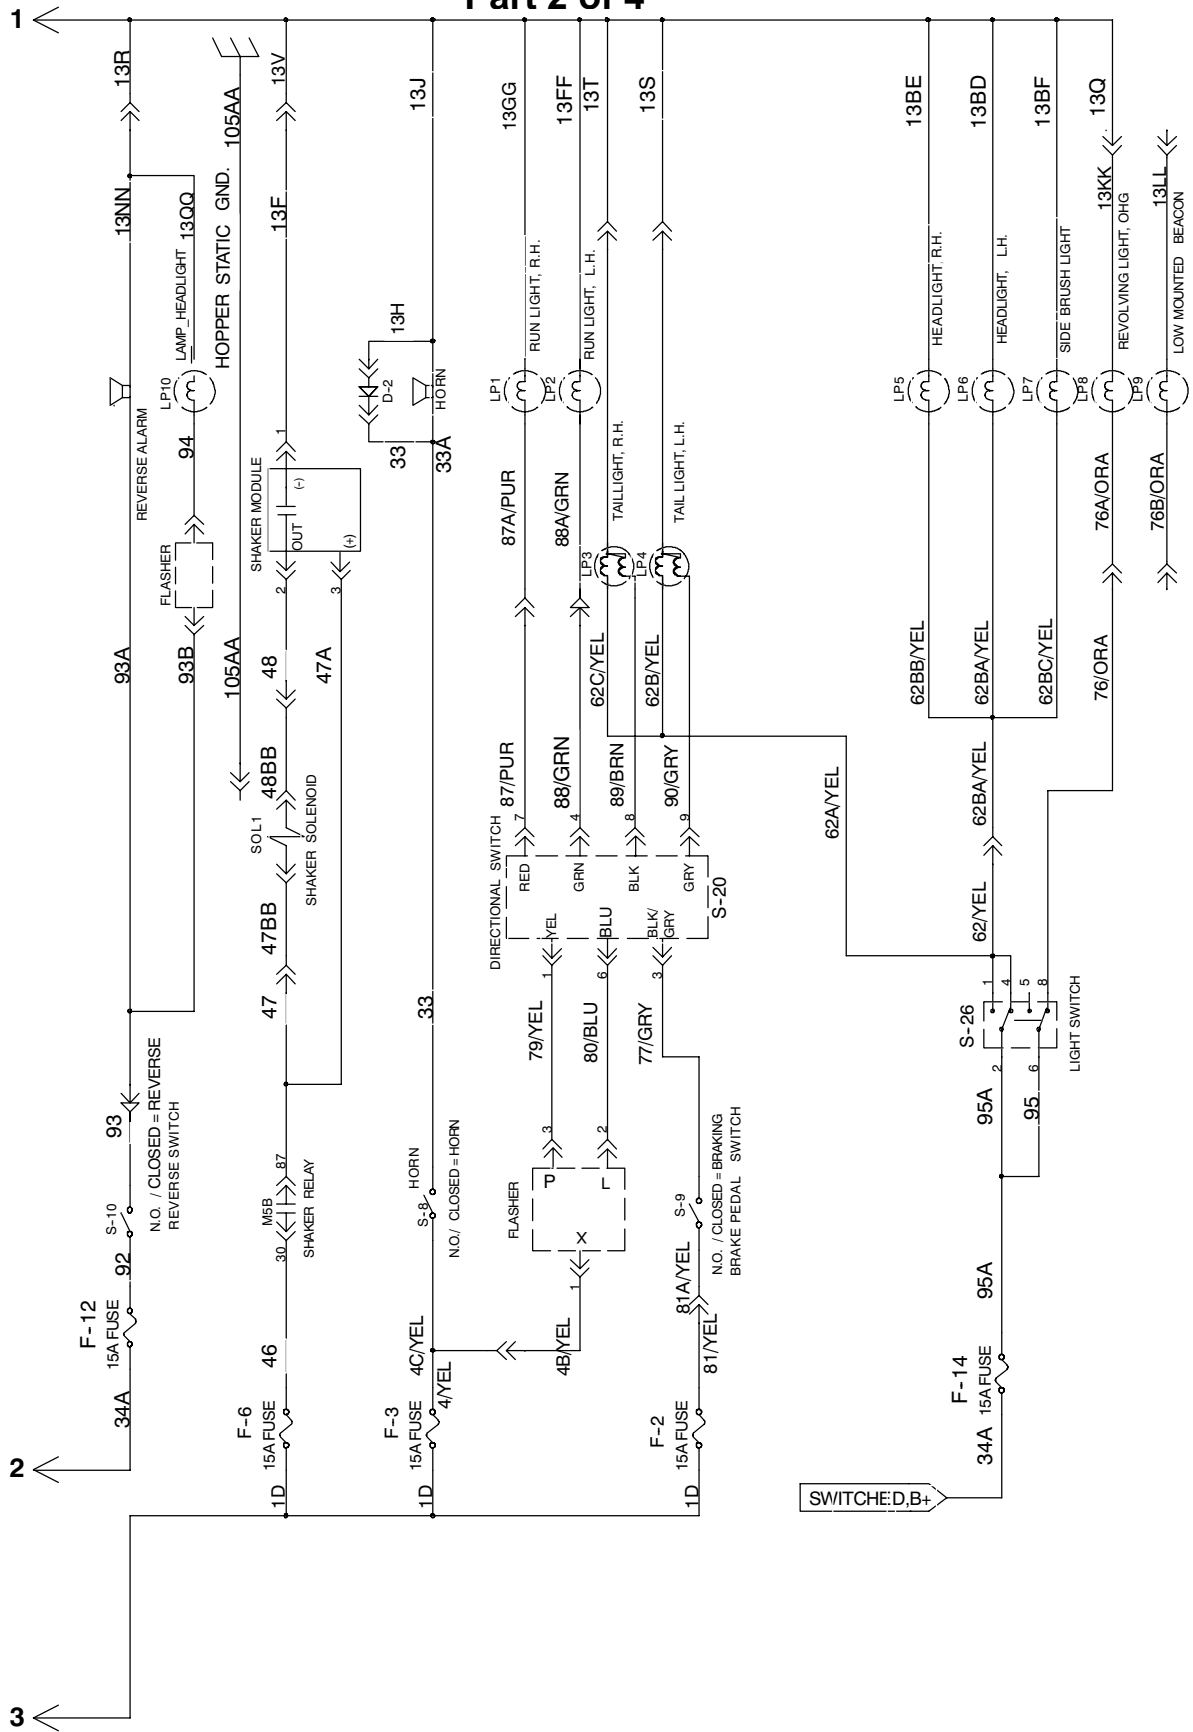 Part 2 of 4
1
13R
105AA
13V
13J
13GG
13FF
13T
13S
13BE
13BD
13BF
13Q
13NN
13QQ
LAMP_HEADLIGHT
HOPPER STATIC GND.
13F
13H
RUN LIGHT, R.H.
RUN LIGHT, L.H.
HEADLIGHT, R.H.
HEADLIGHT, L.H.
SIDE BRUSH LIGHT
13KK
REVOLVING LIGHT, OHG
13LL
LOW MOUNTED BEACON
REVERSE ALARM
LP10
94
1
D-2
HORN
33
33A
LP1
LP2
LP5
LP6
LP7
LP8
LP9
SHAKER MODULE
(-)
OUT
(+)
2
3
FLASHER
93A
93B
105AA
48
47A
87A/PUR
88A/GRN
TAILLIGHT, R.H.
TAIL LIGHT, L.H.
LP3
LP4
76A/ORA
76B/ORA
62C/YEL
62B/YEL
62BB/YEL
62BA/YEL
62BC/YEL
76/ORA
48BB
SOL1
SHAKER SOLENOID
47BB
87/PUR
88/GRN
89/BRN
90/GRY
62A/YEL
62BA/YEL
62/YEL
DIRECTIONAL SWITCH
7
4
8
9
RED
GRN
BLK
GRY
YEL
BLU
BLK/
GRY
S-20
1
6
3
47
33
79/YEL
80/BLU
77/GRY
S-26
1
4
5
8
2
6
LIGHT SWITCH
95A
95
93
S-10
N.O. / CLOSED = REVERSE
REVERSE SWITCH
87
M5B
30
SHAKER RELAY
HORN
S-8
N.O./ CLOSED = HORN
3
2
P
L
X
FLASHER
1
S-9
N.O. / CLOSED = BRAKING
BRAKE PEDAL SWITCH
92
F-12
15A FUSE
34A
46
F-6
15A FUSE
1D
4C/YEL
4/YEL
4B/YEL
F-3
15A FUSE
1D
81A/YEL
81/YEL
F-2
15A FUSE
1D
95A
F-14
15A FUSE
34A
SWITCHED,B+
2
3